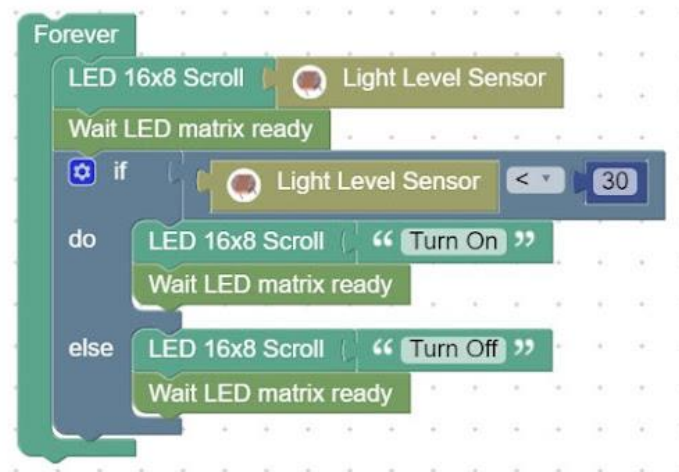 Forever
LED 16x8 Scroll Light Level Sensor
Wait LED matrix ready
if Light Level Sensor < 30
do LED 16x8 Scroll “ Turn On ”
Wait LED matrix ready
else LED 16x8 Scroll “ Turn Off ”
Wait LED matrix ready